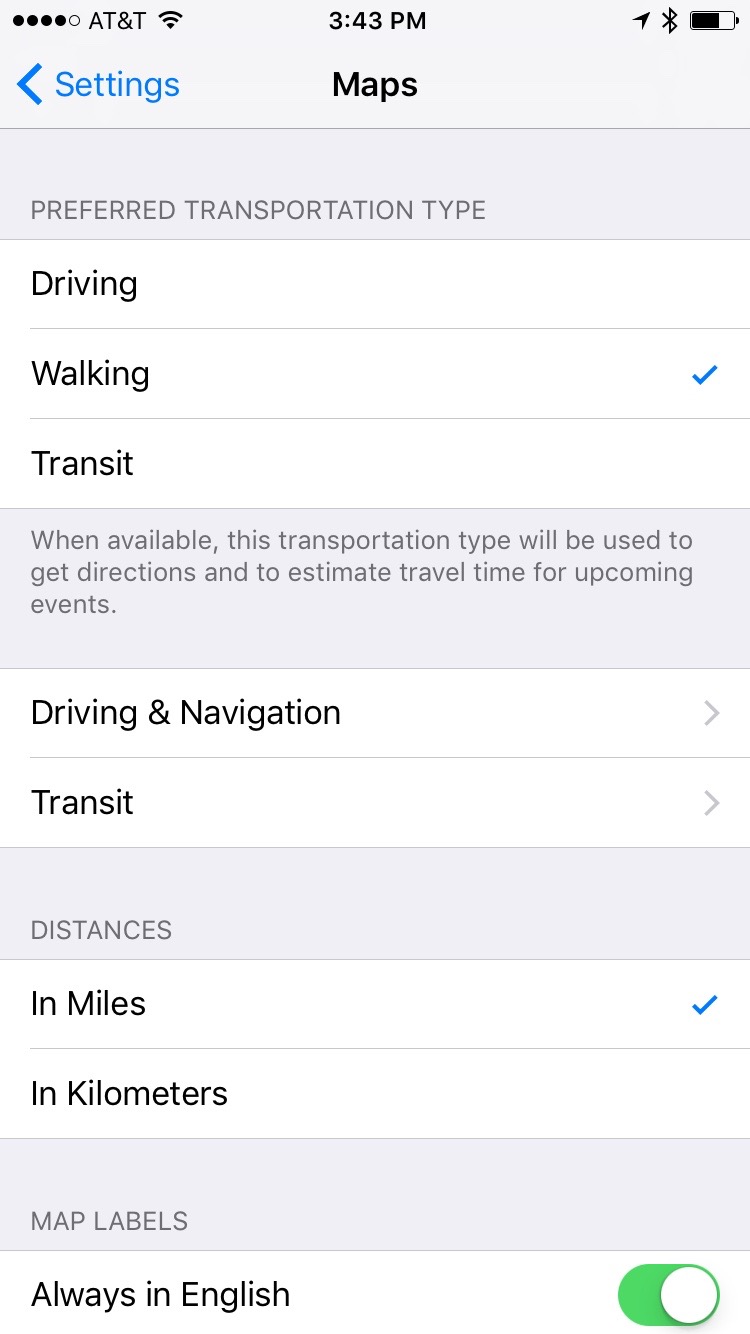 AT&T 3:43 PM
Settings Maps
PREFERRED TRANSPORTATION TYPE
Driving
Walking
Transit
When available, this transportation type will be used to
get directions and to estimate travel time for upcoming
events.
Driving & Navigation
Transit
DISTANCES
In Miles
In Kilometers
MAP LABELS
Always in English